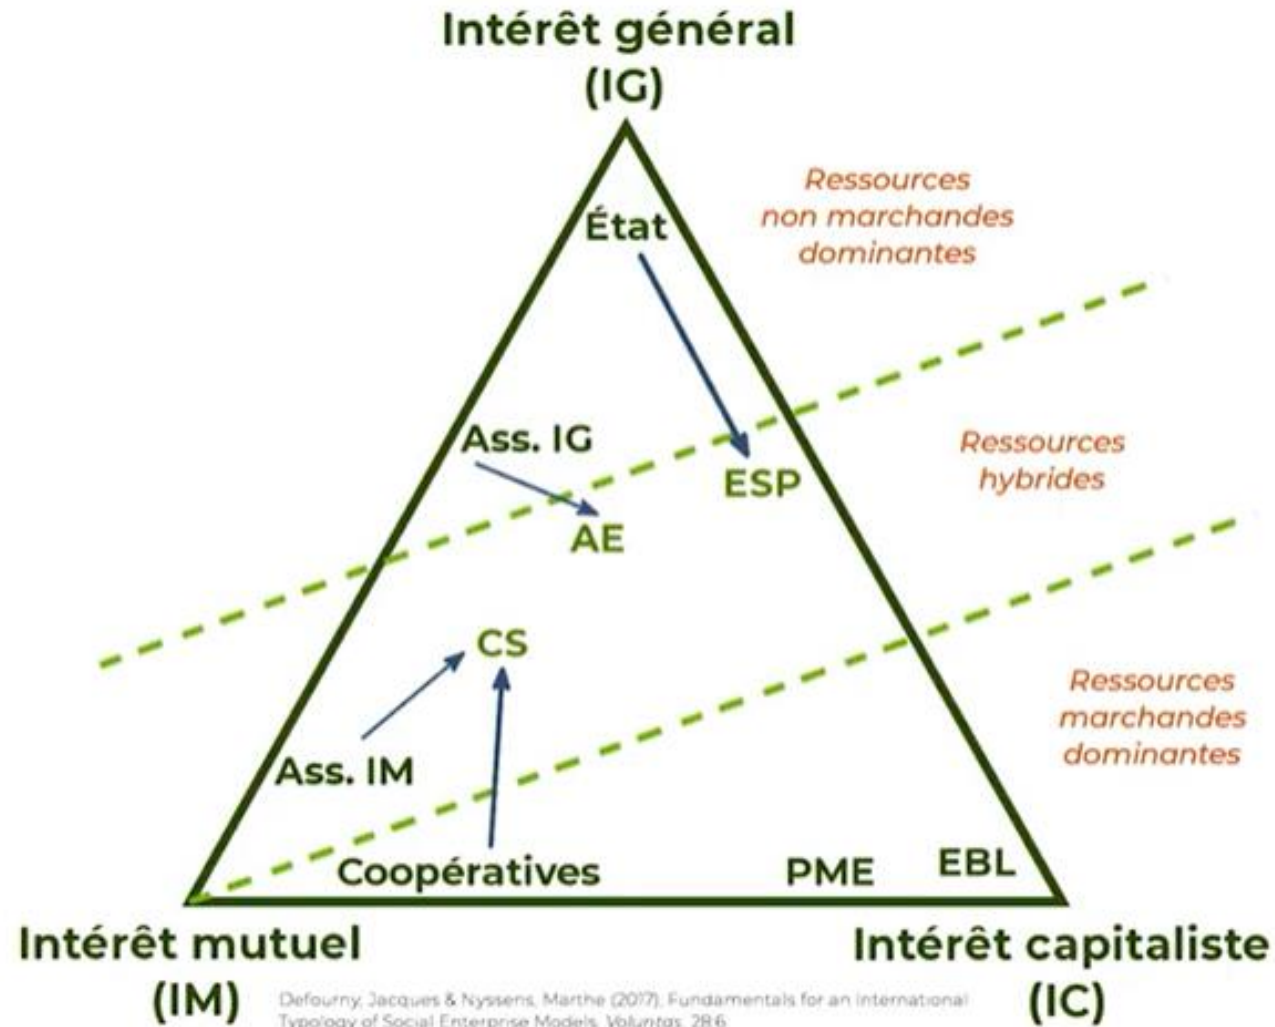 Intérêt général
(IG)
Ressources
non marchandes
dominantes
État
Ass. IG
Ressources
hybrides
ESP
AE
CS
Ressources
marchandes
dominantes
Ass. IM
Coopératives
PME
EBL
Intérêt mutuel
(IM)
Intérêt capitaliste
(IC)
Defourny, Jacques & Nyssens, Marthe (2017). Fundamentals for an International
Typology of Social Enterprise Models, Voluntas, 28:6